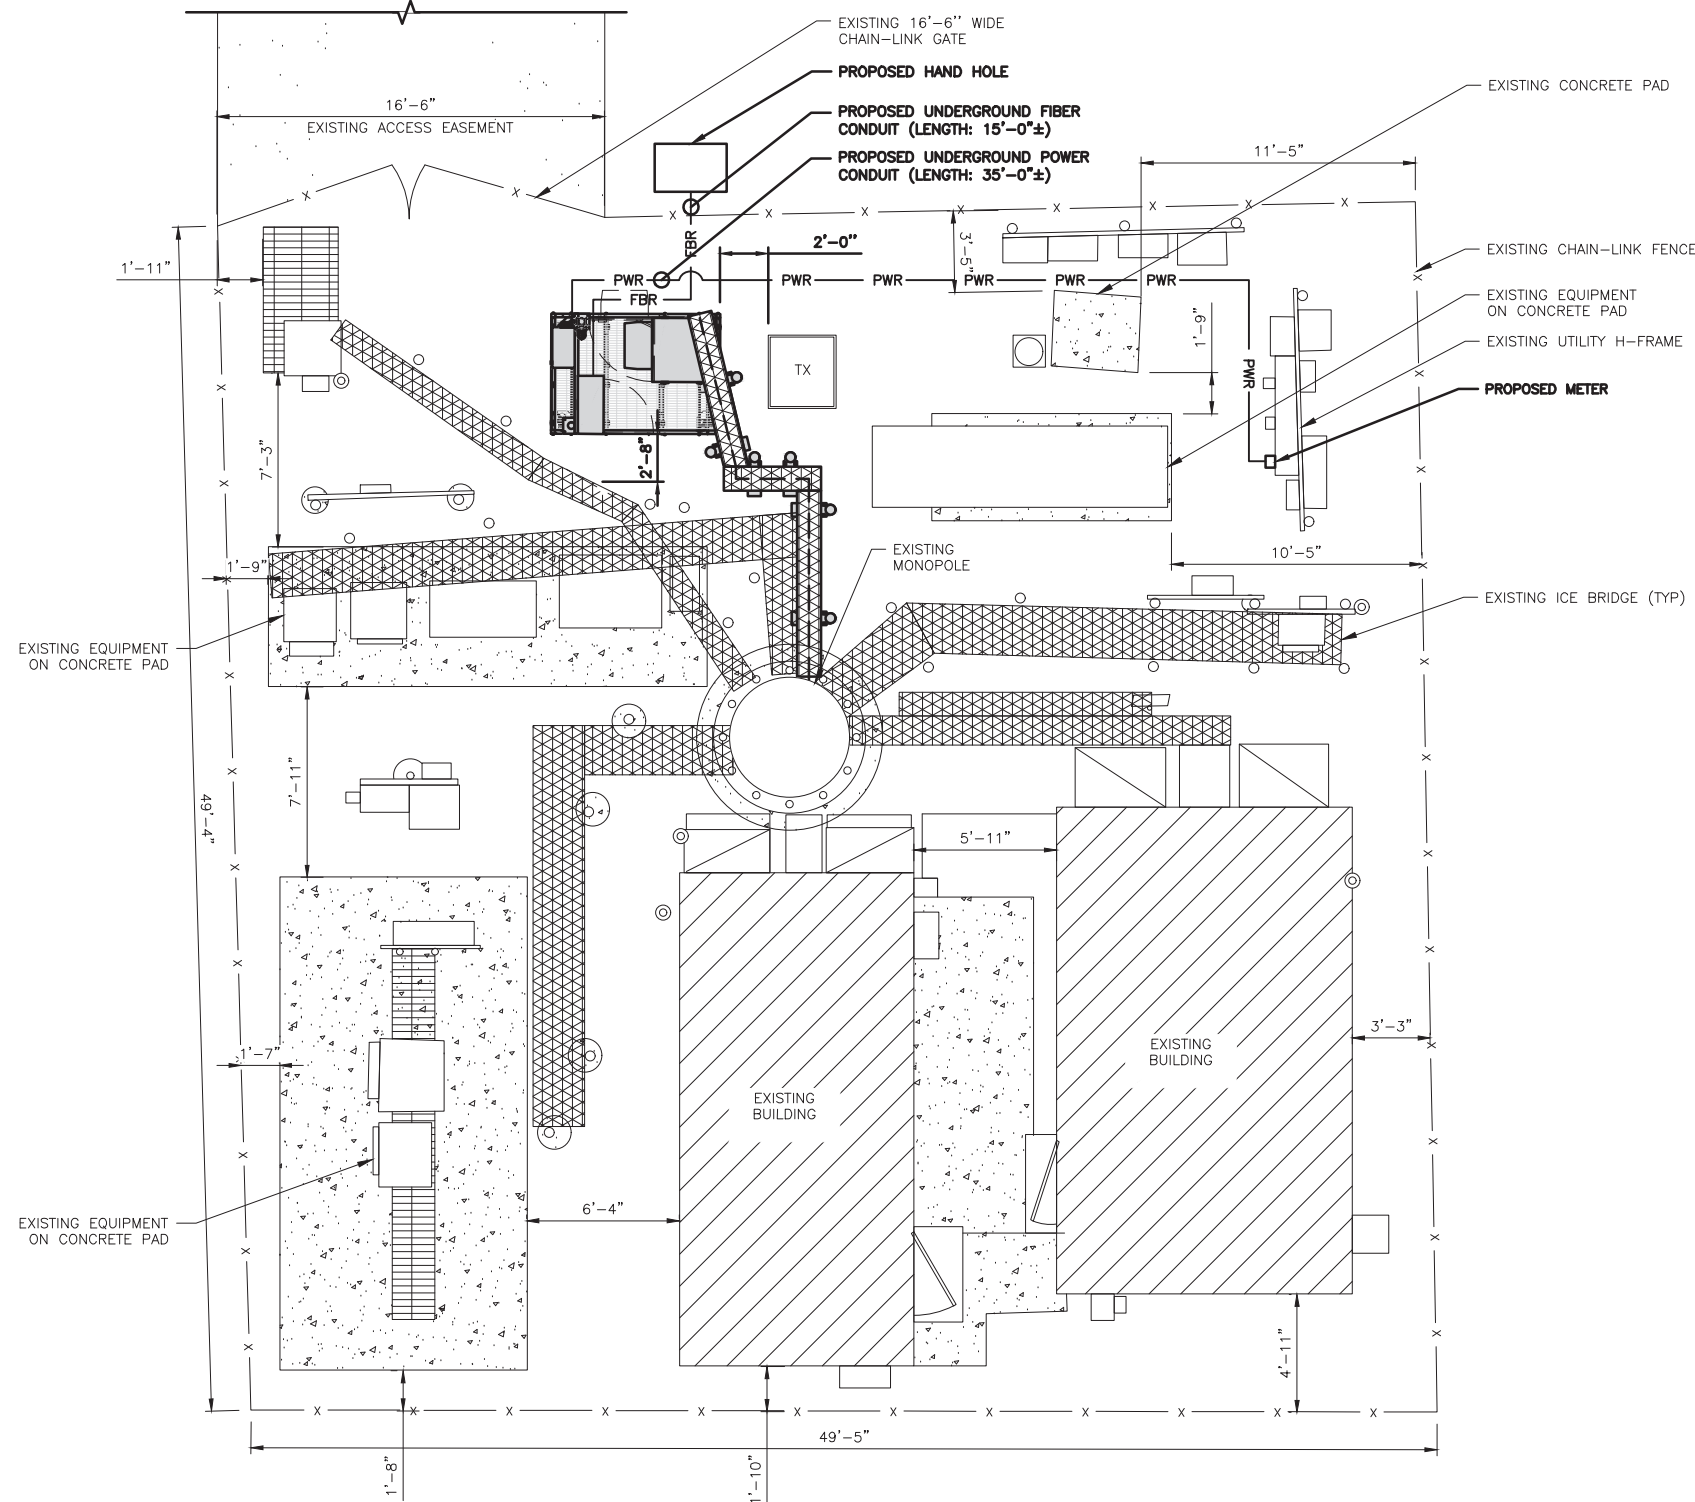 EXISTING 16'-6'' WIDE
CHAIN-LINK GATE
PROPOSED HAND HOLE
EXISTING CONCRETE PAD
16'-6"
EXISTING ACCESS EASEMENT
PROPOSED UNDERGROUND FIBER
CONDUIT (LENGTH: 15'-0"±)
PROPOSED UNDERGROUND POWER
CONDUIT (LENGTH: 35'-0"±)
11'-5"
X
X
X
X
X
X
X
X
X
X
FBR
2'-0"
3'-5"
EXISTING CHAIN-LINK FENCE
1'-11"
PWR
PWR
PWR
PWR
PWR
PWR
FBR
EXISTING EQUIPMENT
ON CONCRETE PAD
1'-9"
EXISTING UTILITY H-FRAME
TX
PWR
PROPOSED METER
7'-3"
2'-8"
EXISTING
MONOPOLE
10'-5"
1'-9"
EXISTING ICE BRIDGE (TYP)
EXISTING EQUIPMENT
ON CONCRETE PAD
7'-11"
49'-4"
5'-11"
3'-3"
EXISTING
BUILDING
1'-7"
EXISTING
BUILDING
6'-4"
EXISTING EQUIPMENT
ON CONCRETE PAD
4'-11"
X
X
X
X
X
X
X
X
X
X
X
X
49'-5"
1'-8"
1'-10"